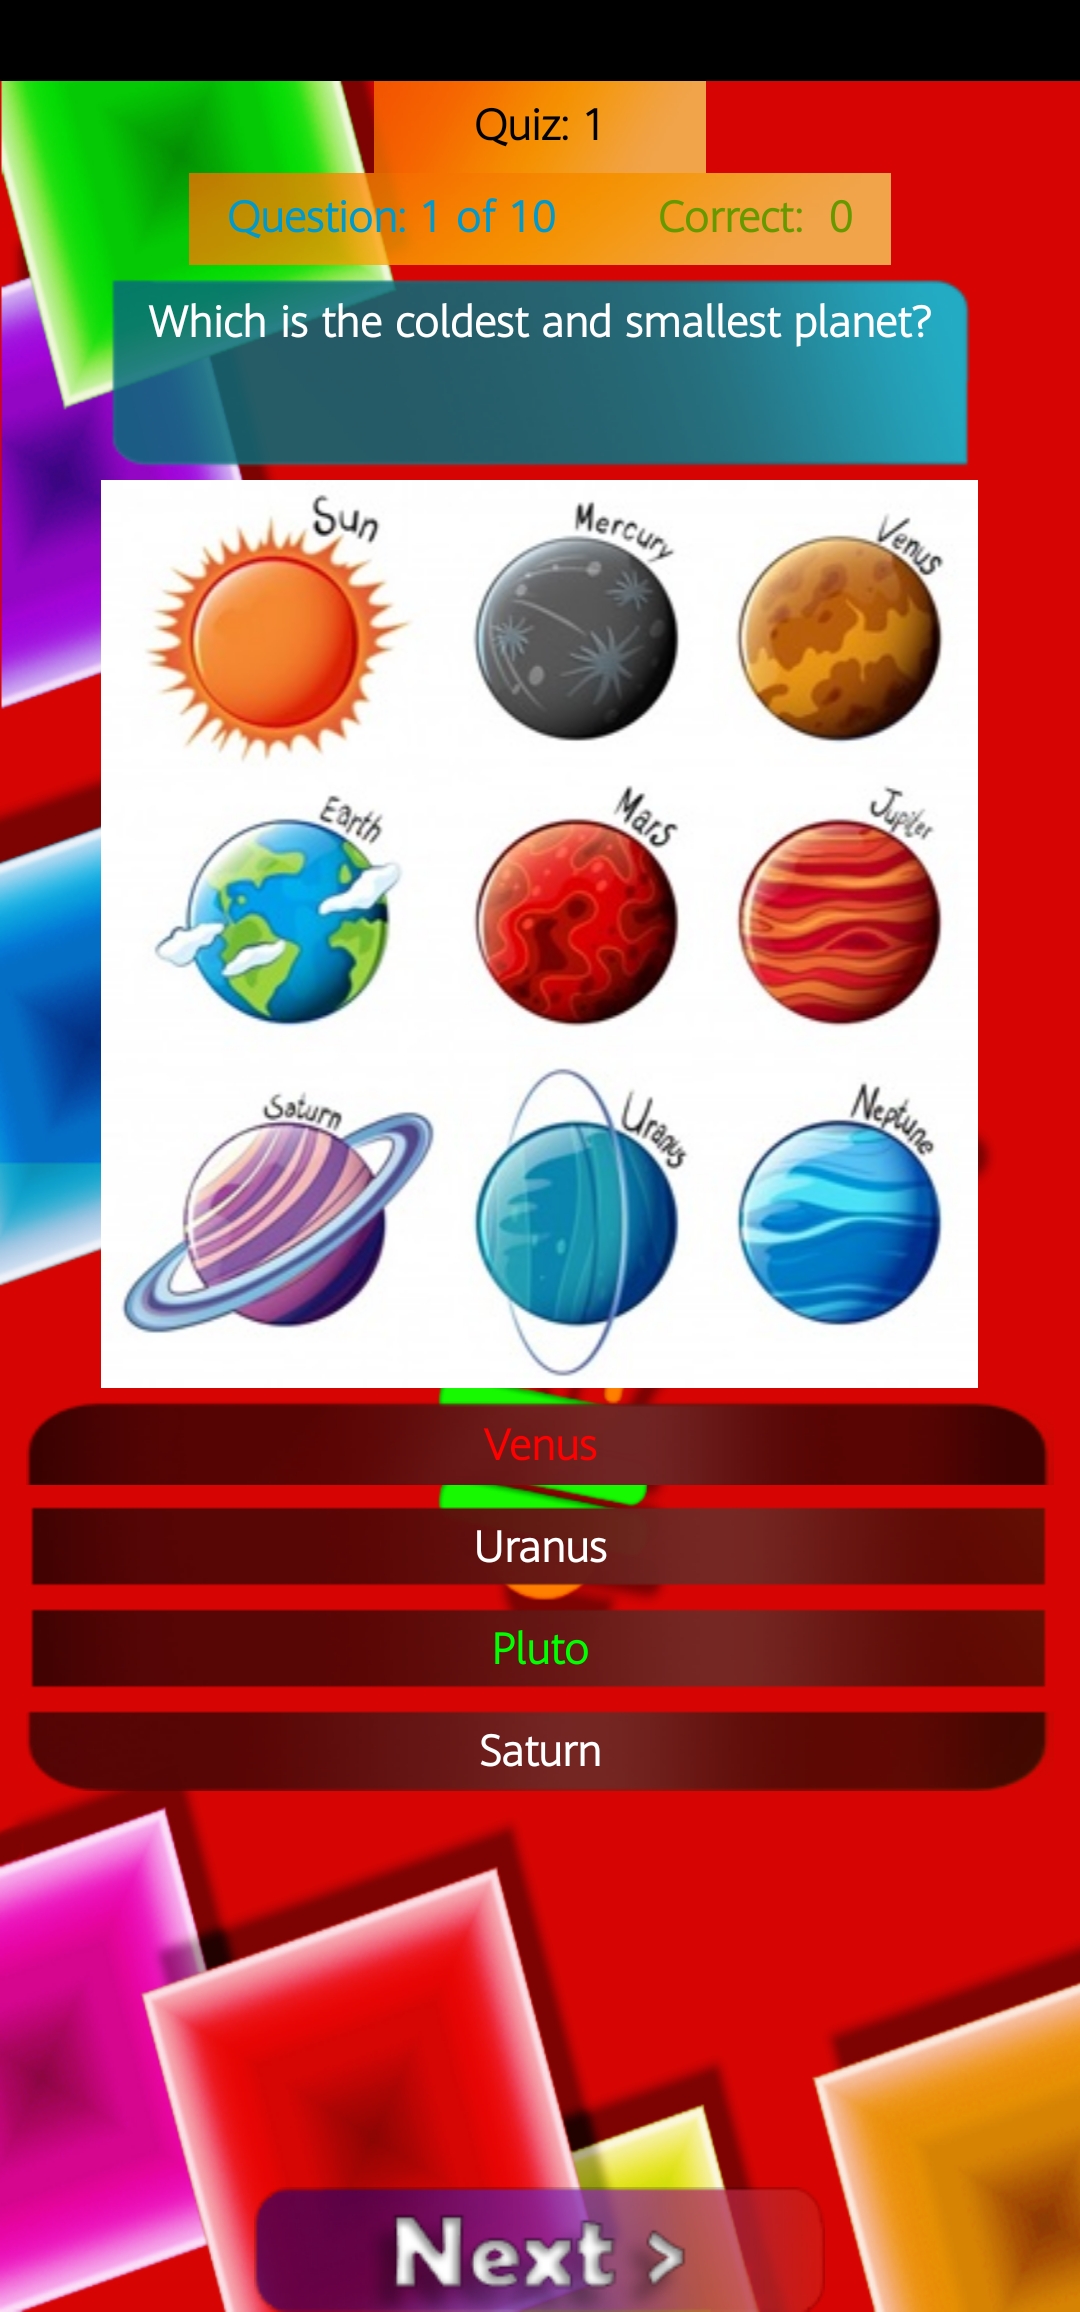 Quiz: 1
Question: 1 of 10 Correct: 0
Which is the coldest and smallest planet?
Sun
Mercury
Venus
Earth
Mars
Jupiter
Saturn
Uranus
Neptune
Venus
Uranus
Pluto
Saturn
Next >